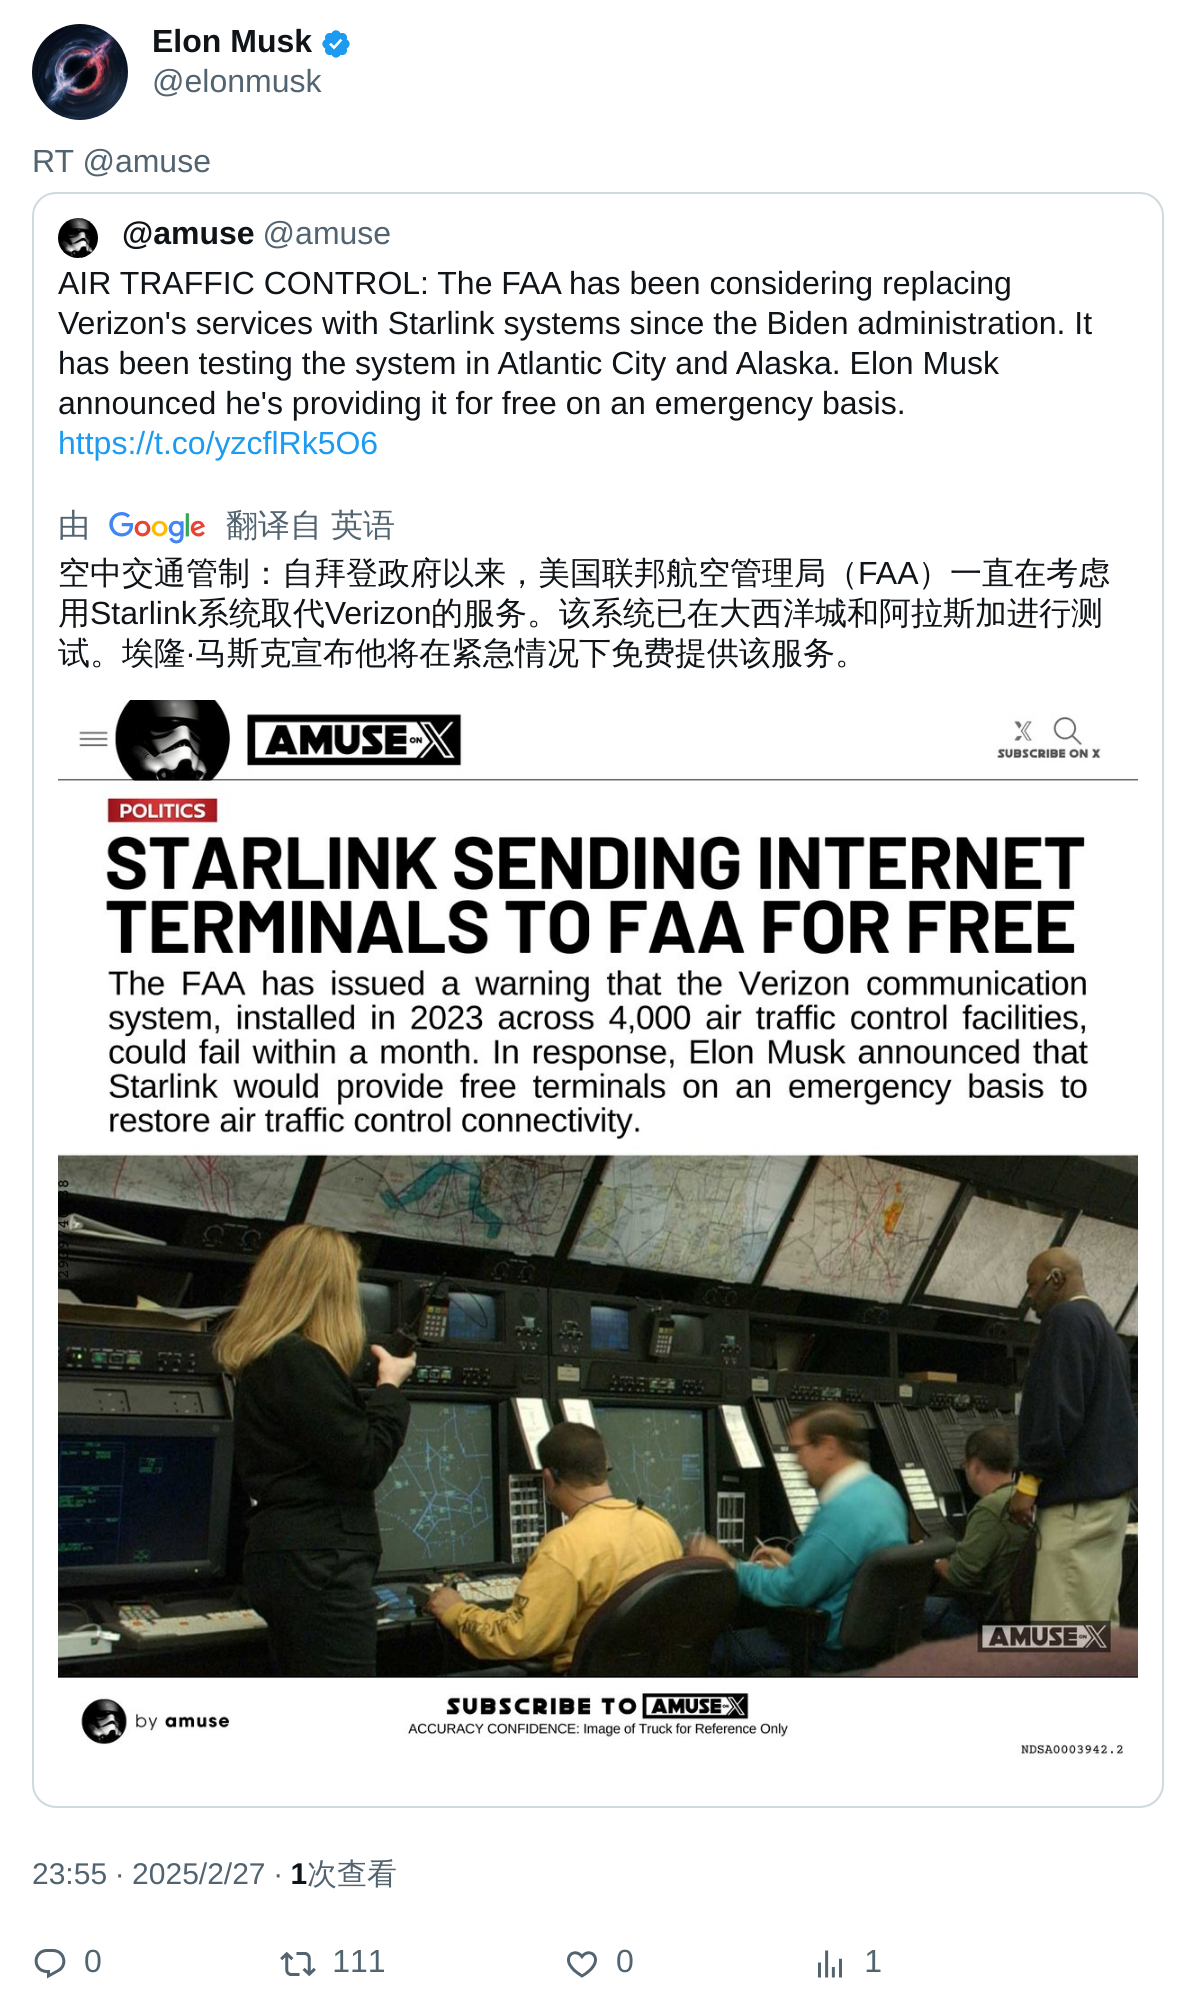 Elon Musk
@elonmusk
RT @amuse
@amuse @amuse
AIR TRAFFIC CONTROL: The FAA has been considering replacing
Verizon's services with Starlink systems since the Biden administration. It
has been testing the system in Atlantic City and Alaska. Elon Musk
announced he's providing it for free on an emergency basis.
https://t.co/yzcflRk5O6
由 Google 翻译自 英语
空中交通管制：自拜登政府以来，美国联邦航空管理局（FAA）一直在考虑
用Starlink系统取代Verizon的服务。该系统已在大西洋城和阿拉斯加进行测
试。埃隆·马斯克宣布他将在紧急情况下免费提供该服务。
AMUSE ON X
SUBSCRIBE ON X
POLITICS
STARLINK SENDING INTERNET
TERMINALS TO FAA FOR FREE
The FAA has issued a warning that the Verizon communication
system, installed in 2023 across 4,000 air traffic control facilities,
could fail within a month. In response, Elon Musk announced that
Starlink would provide free terminals on an emergency basis to
restore air traffic control connectivity.
AMUSE ON X
by amuse
SUBSCRIBE TO AMUSE ON X
ACCURACY CONFIDENCE: Image of Truck for Reference Only
NDSA0003942.2
23:55 · 2025/2/27 · 1次查看
0 111 0 1